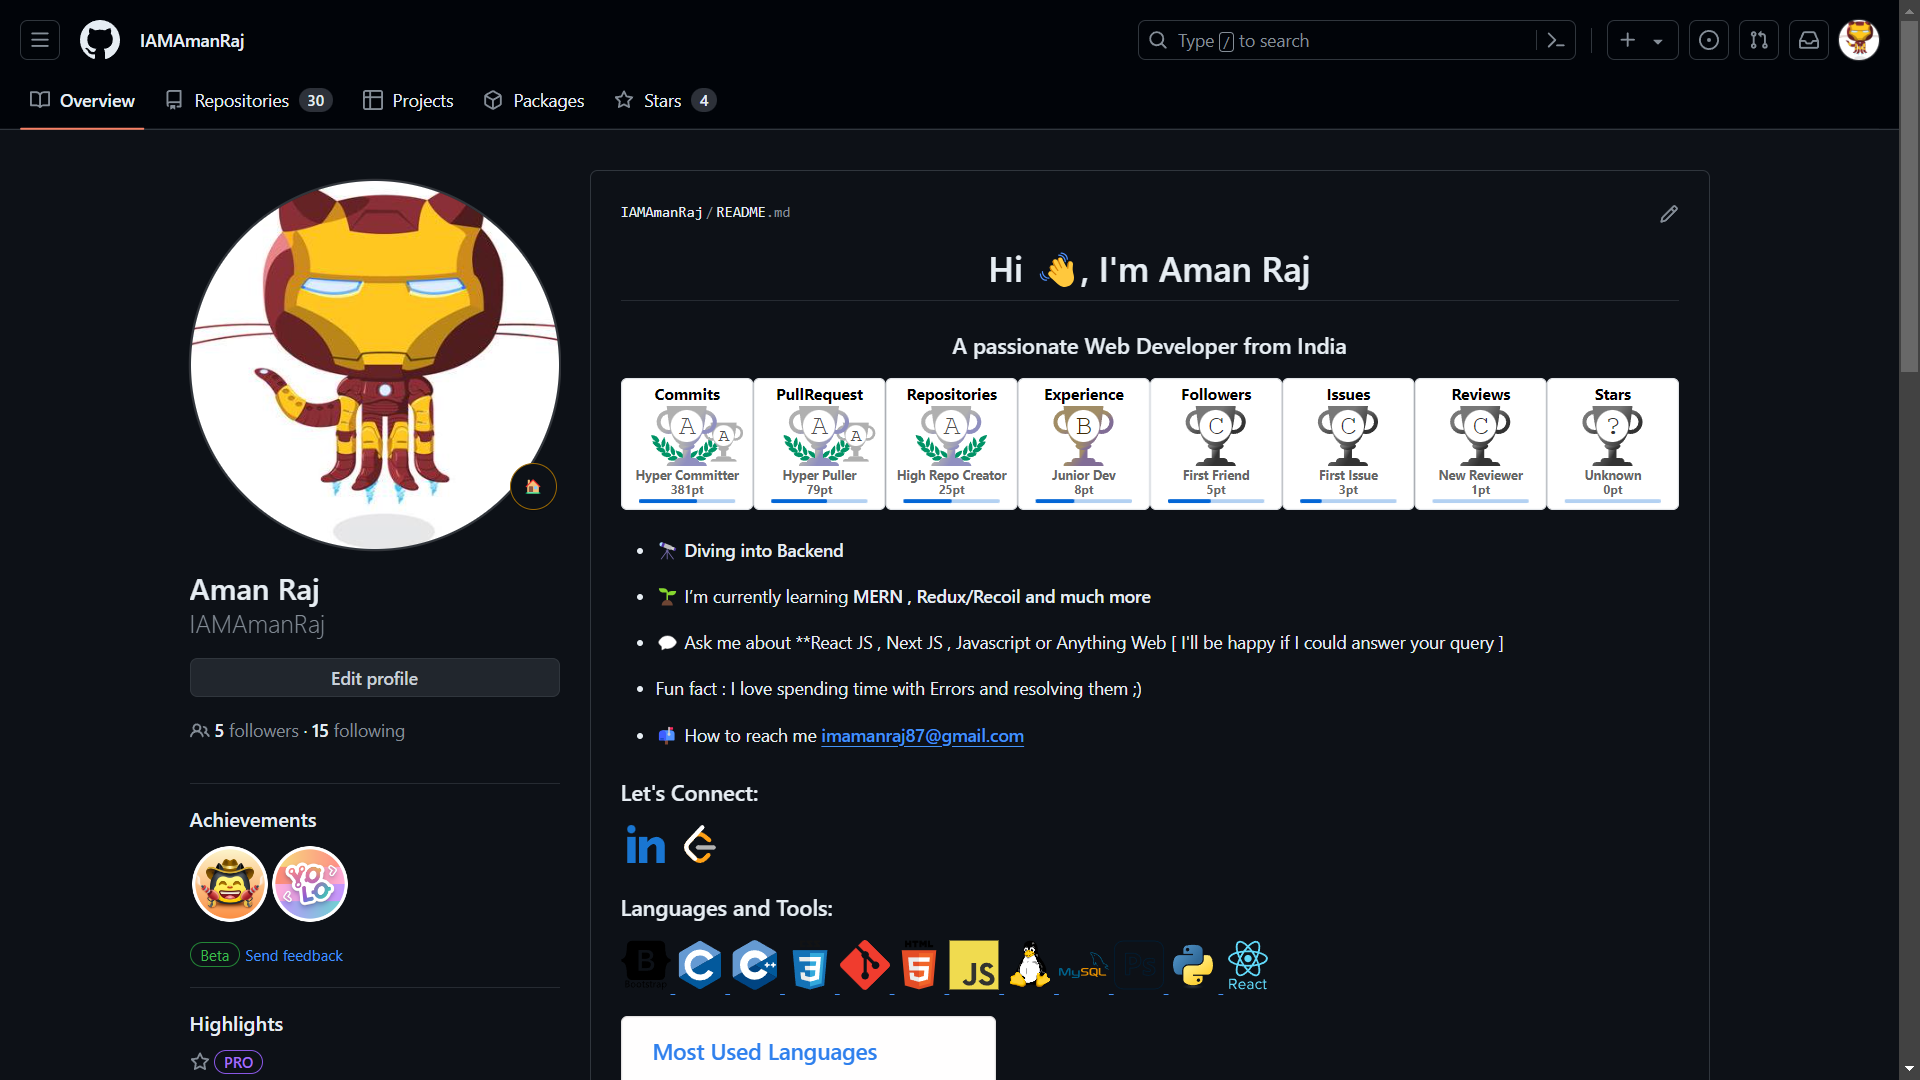 IAMAmanRaj
Type / to search
Overview
Repositories 30
Projects
Packages
Stars 4
IAMAmanRaj / README.md
Hi 👋, I'm Aman Raj
A passionate Web Developer from India
Commits
A
A
Hyper Committer
381pt
PullRequest
A
A
Hyper Puller
79pt
Repositories
A
High Repo Creator
25pt
Experience
B
Junior Dev
8pt
Followers
C
First Friend
5pt
Issues
C
First Issue
3pt
Reviews
C
New Reviewer
1pt
Stars
?
Unknown
0pt
• 🔭 Diving into Backend
• 🌱 I’m currently learning MERN , Redux/Recoil and much more
• 💬 Ask me about **React JS , Next JS , Javascript or Anything Web [ I'll be happy if I could answer your query ]
• Fun fact : I love spending time with Errors and resolving them ;)
• 📫 How to reach me imamanraj87@gmail.com
Let's Connect:
in
Languages and Tools:
B
Bootstrap
C
C++
3
HTML
5
JS
MySQL
Ps
React
Most Used Languages
Aman Raj
IAMAmanRaj
Edit profile
5 followers · 15 following
Achievements
YOLO
Beta Send feedback
Highlights
PRO